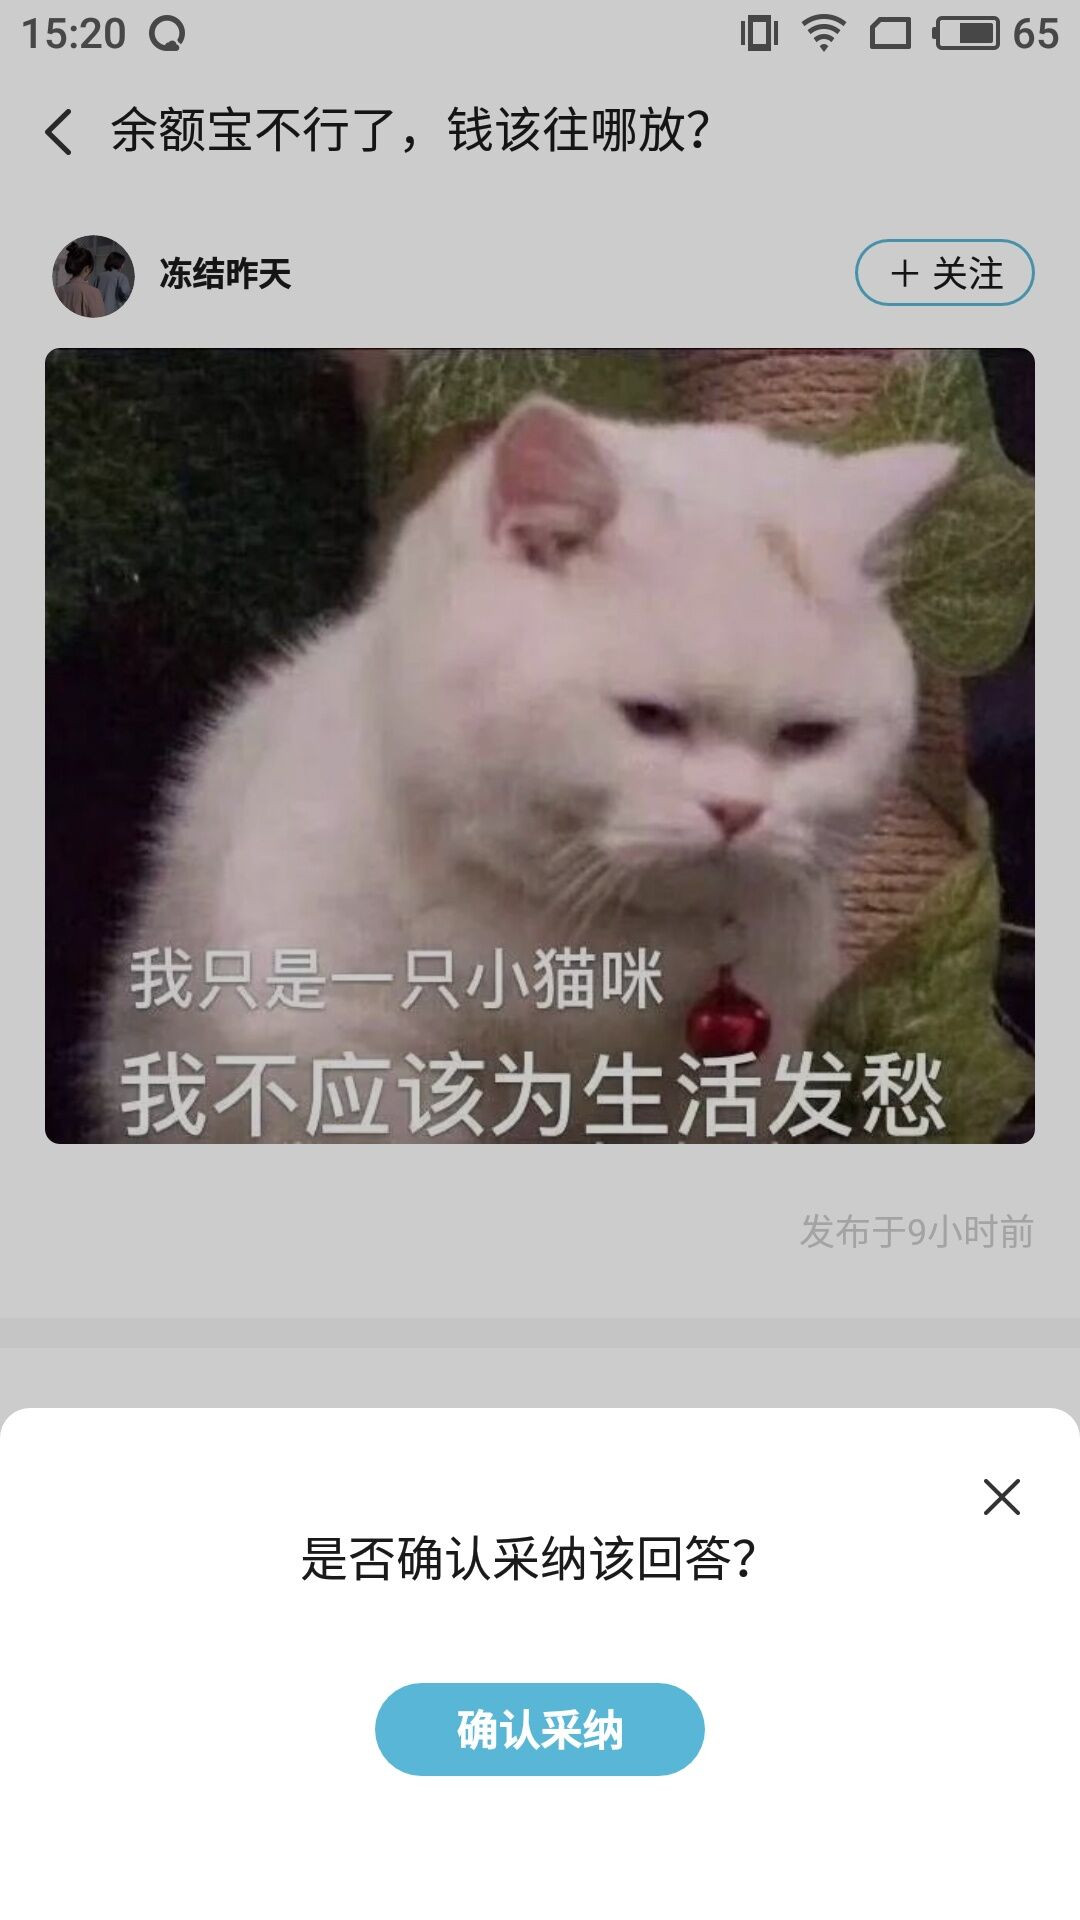 15:20
65
余额宝不行了，钱该往哪放？
冻结昨天
＋ 关注
我只是一只小猫咪
我不应该为生活发愁
发布于9小时前
是否确认采纳该回答？
确认采纳